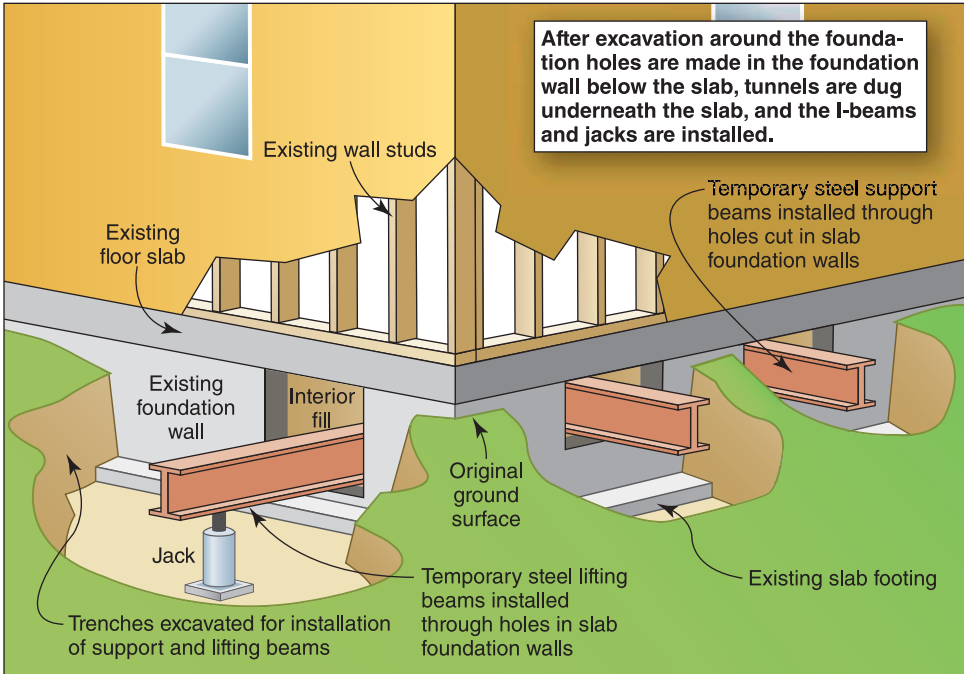 After excavation around the founda-
tion holes are made in the foundation
wall below the slab, tunnels are dug
underneath the slab, and the I-beams
and jacks are installed.
Existing wall studs
Temporary steel support
beams installed through
holes cut in slab
foundation walls
Existing
floor slab
Existing
foundation
wall
Interior
fill
Original
ground
surface
Jack
Temporary steel lifting
beams installed
through holes in slab
foundation walls
Existing slab footing
Trenches excavated for installation
of support and lifting beams